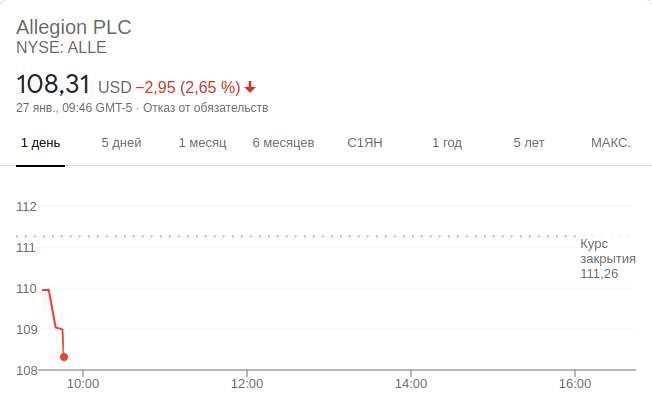 Allegion PLC
NYSE: ALLE
108,31 USD −2,95 (2,65 %)
27 янв., 09:46 GMT-5 · Отказ от обязательств
1 день 5 дней 1 месяц 6 месяцев С1ЯН 1 год 5 лет МАКС.
112
111
Курс
закрытия
111,26
110
109
108
10:00 12:00 14:00 16:00